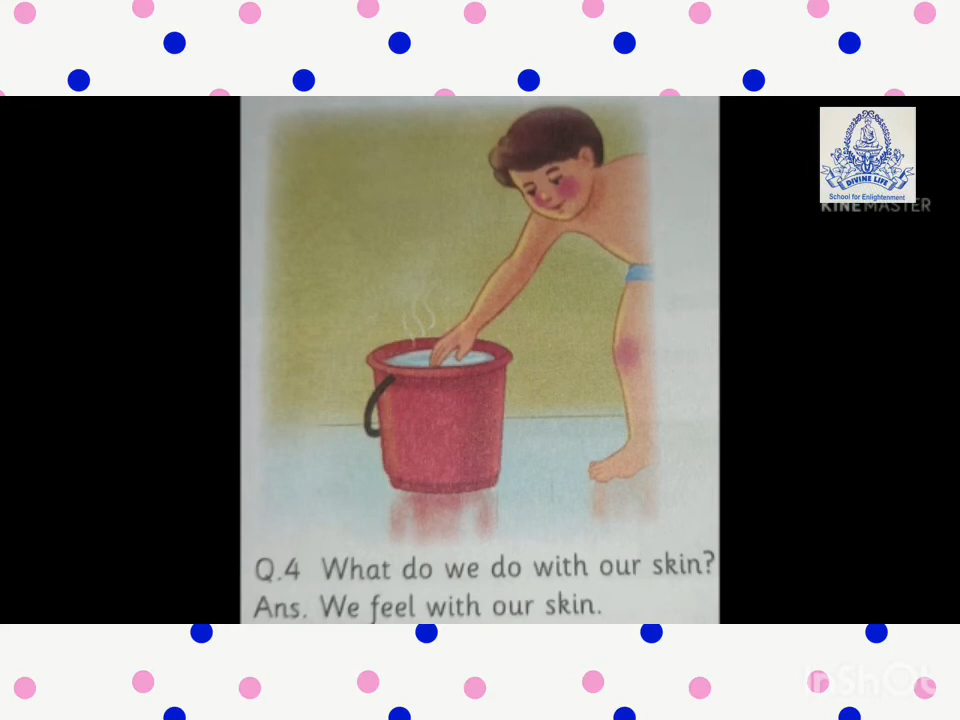 DIVINE LIFE
School for Enlightenment
KINEMASTER
Q.4 What do we do with our skin?
Ans. We feel with our skin.
InShOt